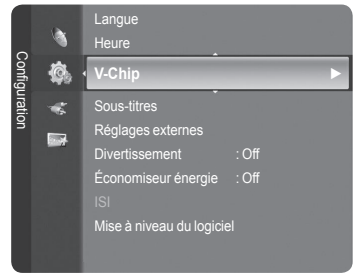 Configuration
Langue
Heure
V-Chip
Sous-titres
Réglages externes
Divertissement : Off
Économiseur énergie : Off
ISI
Mise à niveau du logiciel